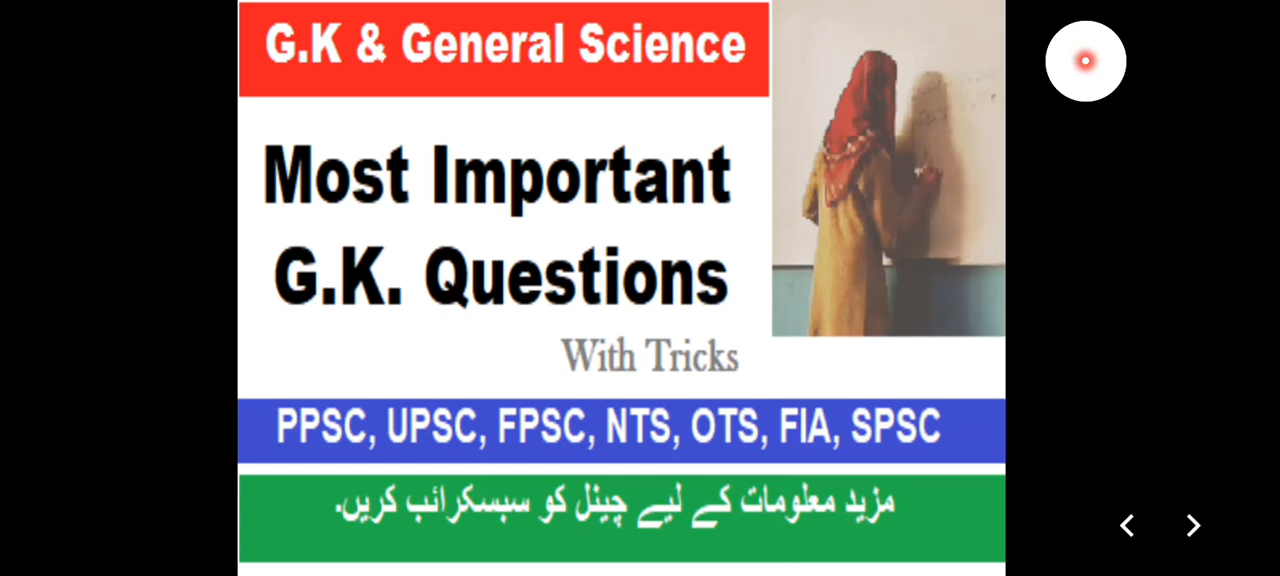 G.K & General Science
Most Important
G.K. Questions
With Tricks
PPSC, UPSC, FPSC, NTS, OTS, FIA, SPSC
مزید معلومات کے لیے چینل کو سبسکرائب کریں.